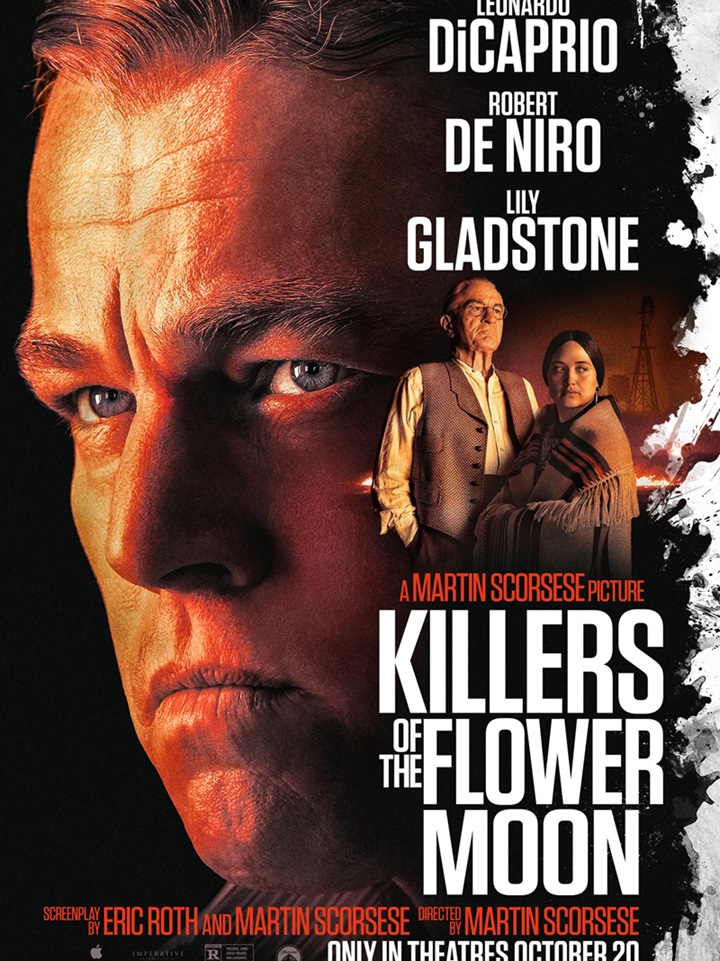 LEONARDO
DiCAPRIO
ROBERT
DE NIRO
LILY
GLADSTONE
A MARTIN SCORSESE PICTURE
KILLERS
OF
THE FLOWER
MOON
SCREENPLAY BY ERIC ROTH AND MARTIN SCORSESE DIRECTED BY MARTIN SCORSESE
IMPERATIVE
R
ONLY IN THEATRES OCTOBER 20